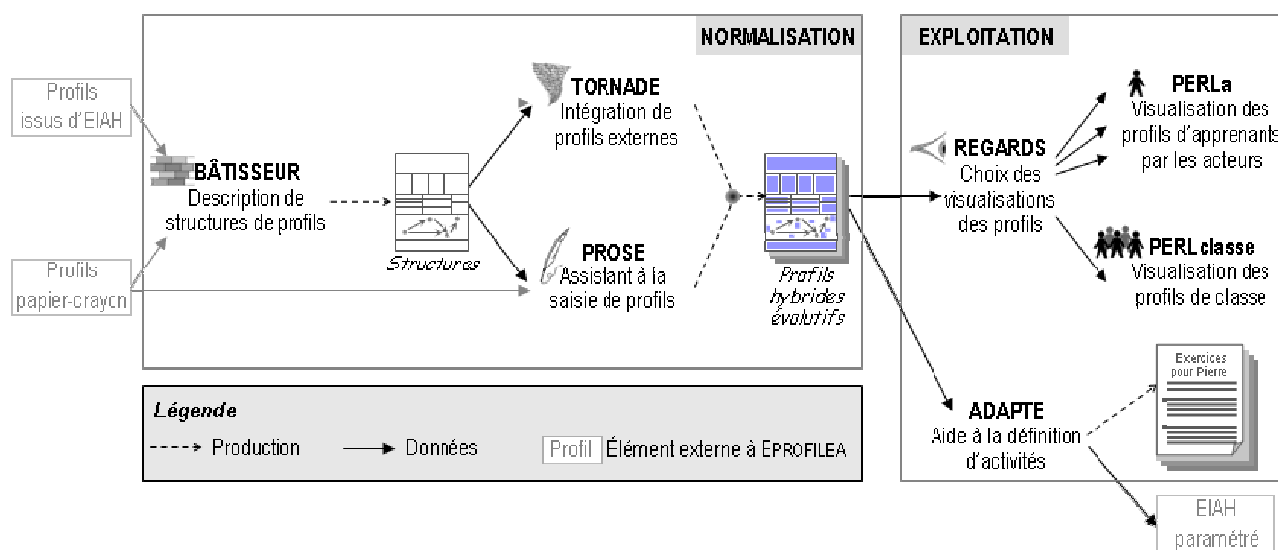 NORMALISATION
Profils
issus d'EIAH
Profils
papier-crayon
BÂTISSEUR
Description de
structures de profils
Structures
TORNADE
Intégration de
profils externes
PROSE
Assistant à la
saisie de profils
Profils
hybrides
évolutifs
EXPLOITATION
REGARDS
Choix des
visualisations
des profils
PERLa
Visualisation des
profils d'apprenants
par les acteurs
PERLclasse
Visualisation des
profils de classe
ADAPTE
Aide à la définition
d'activités
Exercices
pour Pierre
EIAH
paramétré
Légende
Production
Données
Profil
Élément externe à EPROFILEA